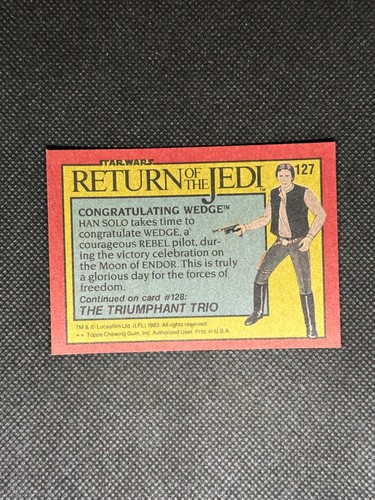 STAR WARS
RETURN OF THE JEDI™ 127
CONGRATULATING WEDGE™
HAN SOLO takes time to
congratulate WEDGE, a
courageous REBEL pilot, dur-
ing the victory celebration on
the Moon of ENDOR. This is truly
a glorious day for the forces of
freedom.
Continued on card #128:
THE TRIUMPHANT TRIO
TM & © Lucasfilm Ltd. (LFL) 1983. All rights reserved.
** Topps Chewing Gum, Inc. Authorized User. Prtd. in U.S.A.